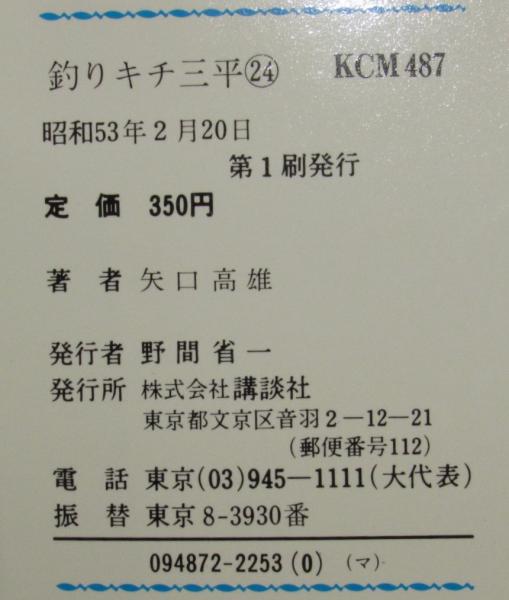 釣りキチ三平㉔ KCM487
昭和53年2月20日
第1刷発行
定価 350円
著者 矢口高雄
発行者 野間省一
発行所 株式会社講談社
東京都文京区音羽2―12―21
(郵便番号112)
電話 東京(03)945―1111(大代表)
振替 東京8-3930番
094872-2253(0) (マ)